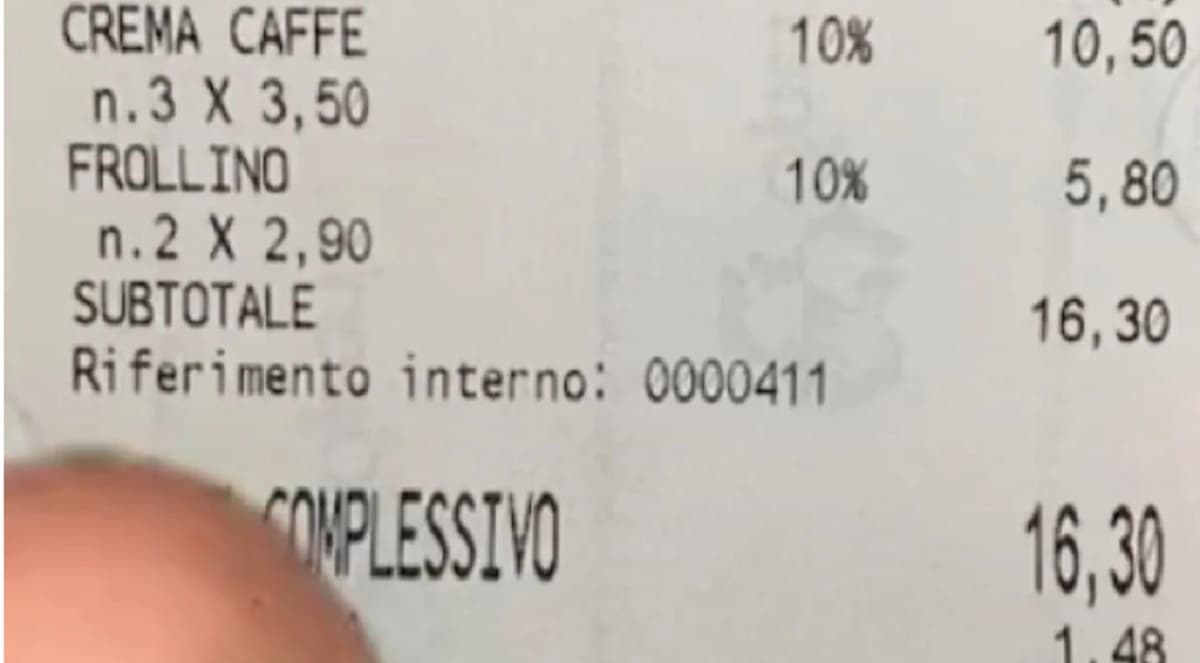 CREMA CAFFE 10% 10,50
n.3 X 3,50
FROLLINO 10% 5,80
n.2 X 2,90
SUBTOTALE 16,30
Riferimento interno: 0000411
COMPLESSIVO 16,30
1,48